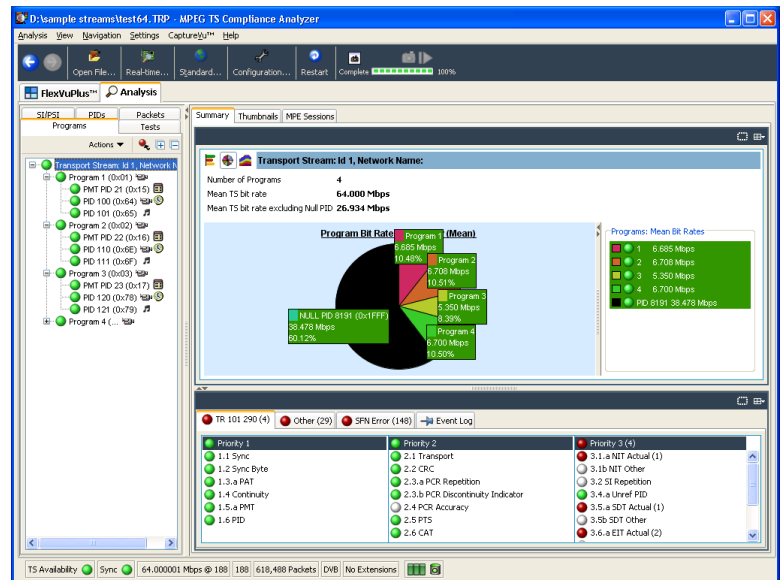 D:\sample streams\test64.TRP - MPEG TS Compliance Analyzer
Analysis View Navigation Settings CaptureVu™ Help
Open File... Real-time... Standard... Configuration... Restart Complete 100%
FlexVuPlus™ Analysis
SI/PSI PIDs Packets
Programs Tests
Actions
Transport Stream: Id 1, Network N
Program 1 (0x01)
PMT PID 21 (0x15)
PID 100 (0x64)
PID 101 (0x65)
Program 2 (0x02)
PMT PID 22 (0x16)
PID 110 (0x6E)
PID 111 (0x6F)
Program 3 (0x03)
PMT PID 23 (0x17)
PID 120 (0x78)
PID 121 (0x79)
Program 4 (...
Summary Thumbnails MPE Sessions
Transport Stream: Id 1, Network Name:
Number of Programs 4
Mean TS bit rate 64.000 Mbps
Mean TS bit rate excluding Null PID 26.934 Mbps
Program Bit Rate (Mean)
Program 1
6.685 Mbps
10.48%
Program 2
6.708 Mbps
10.51%
Program 3
5.350 Mbps
8.39%
Program 4
6.700 Mbps
10.50%
NULL PID 8191 (0x1FFF)
38.478 Mbps
60.12%
Programs: Mean Bit Rates
1 6.685 Mbps
2 6.708 Mbps
3 5.350 Mbps
4 6.700 Mbps
PID 8191 38.478 Mbps
TR 101 290 (4) Other (29) SFN Error (148) Event Log
Priority 1
1.1 Sync
1.2 Sync Byte
1.3.a PAT
1.4 Continuity
1.5.a PMT
1.6 PID
Priority 2
2.1 Transport
2.2 CRC
2.3.a PCR Repetition
2.3.b PCR Discontinuity Indicator
2.4 PCR Accuracy
2.5 PTS
2.6 CAT
Priority 3 (4)
3.1.a NIT Actual (1)
3.1b NIT Other
3.2 SI Repetition
3.4.a Unref PID
3.5.a SDT Actual (1)
3.5b SDT Other
3.6.a EIT Actual (2)
TS Availability Sync 64.000001 Mbps @ 188 188 618,488 Packets DVB No Extensions